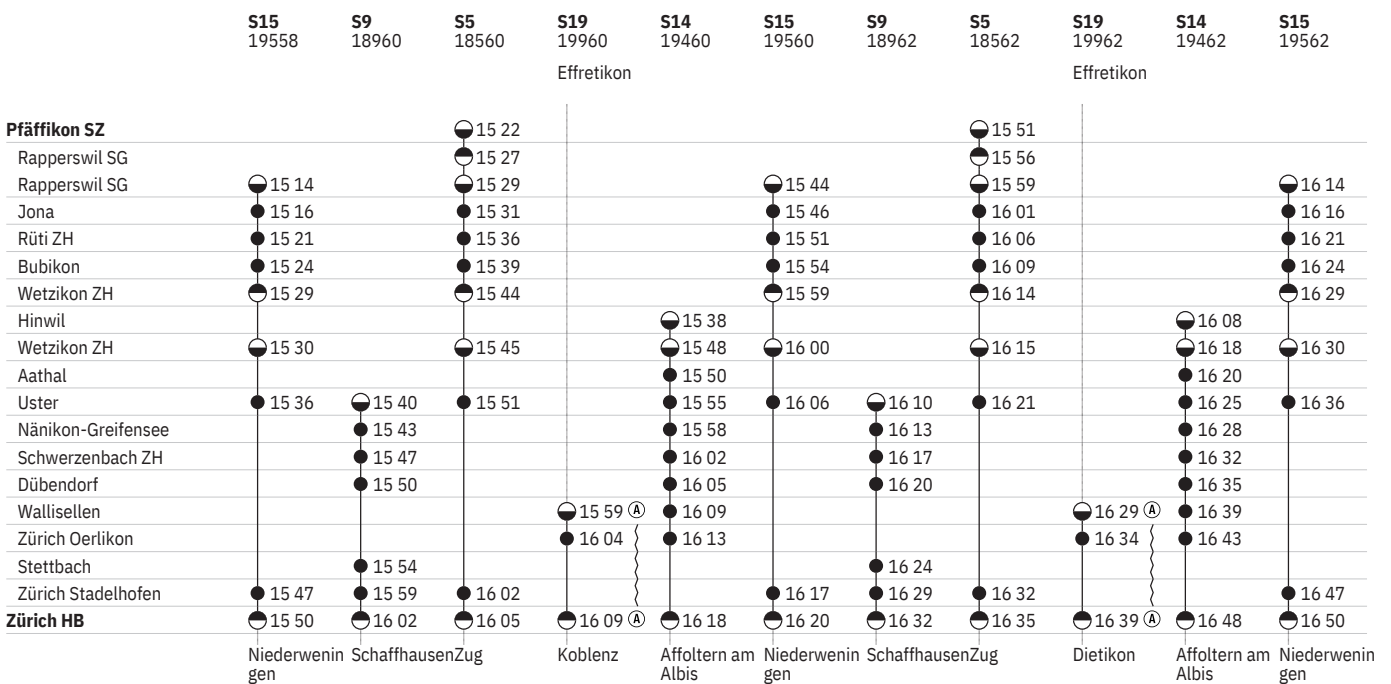 S15 S9 S5 S19 S14 S15 S9 S5 S19 S14 S15
19558 18960 18560 19960 19460 19560 18962 18562 19962 19462 19562
Effretikon Effretikon
Pfäffikon SZ 15 22 15 51
Rapperswil SG 15 27 15 56
Rapperswil SG 15 14 15 29 15 44 15 59 16 14
Jona 15 16 15 31 15 46 16 01 16 16
Rüti ZH 15 21 15 36 15 51 16 06 16 21
Bubikon 15 24 15 39 15 54 16 09 16 24
Wetzikon ZH 15 29 15 44 15 59 16 14 16 29
Hinwil 15 38 16 08
Wetzikon ZH 15 30 15 45 15 48 16 00 16 15 16 18 16 30
Aathal 15 50 16 20
Uster 15 36 15 40 15 51 15 55 16 06 16 10 16 21 16 25 16 36
Nänikon-Greifensee 15 43 15 58 16 13 16 28
Schwerzenbach ZH 15 47 16 02 16 17 16 32
Dübendorf 15 50 16 05 16 20 16 35
Wallisellen 15 59 A 16 09 16 29 A 16 39
Zürich Oerlikon 16 04 16 13 16 34 16 43
Stettbach 15 54 16 24
Zürich Stadelhofen 15 47 15 59 16 02 16 17 16 29 16 32 16 47
Zürich HB 15 50 16 02 16 05 16 09 A 16 18 16 20 16 32 16 35 16 39 A 16 48 16 50
Niederwenin Schaffhausen Zug Koblenz Affoltern am Niederwenin Schaffhausen Zug Dietikon Affoltern am Niederwenin
gen Albis gen Albis gen